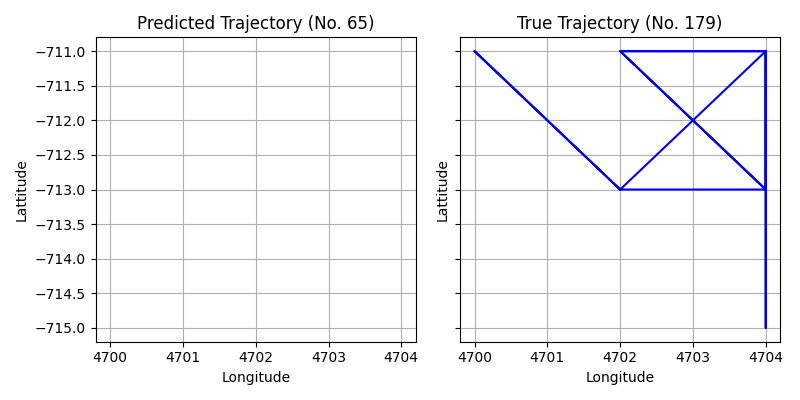 Predicted Trajectory (No. 65)
−711.0
−711.5
−712.0
−712.5
−713.0
−713.5
−714.0
−714.5
−715.0
Lattitude
4700 4701 4702 4703 4704
Longitude
True Trajectory (No. 179)
Lattitude
4700 4701 4702 4703 4704
Longitude